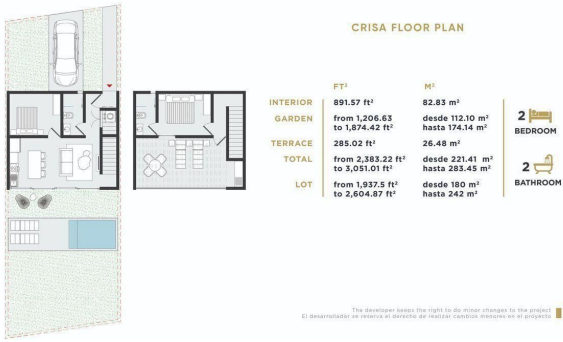 CRISA FLOOR PLAN
FT² M²
INTERIOR 891.57 ft² 82.83 m²
GARDEN from 1,206.63 desde 112.10 m²
to 1,874.42 ft² hasta 174.14 m²
TERRACE 285.02 ft² 26.48 m²
TOTAL from 2,383.22 ft² desde 221.41 m²
to 3,051.01 ft² hasta 283.45 m²
LOT from 1,937.5 ft² desde 180 m²
to 2,604.87 ft² hasta 242 m²
2
BEDROOM
2
BATHROOM
The developer keeps the right to do minor changes to the project
El desarrollador se reserva el derecho de realizar cambios menores en el proyecto